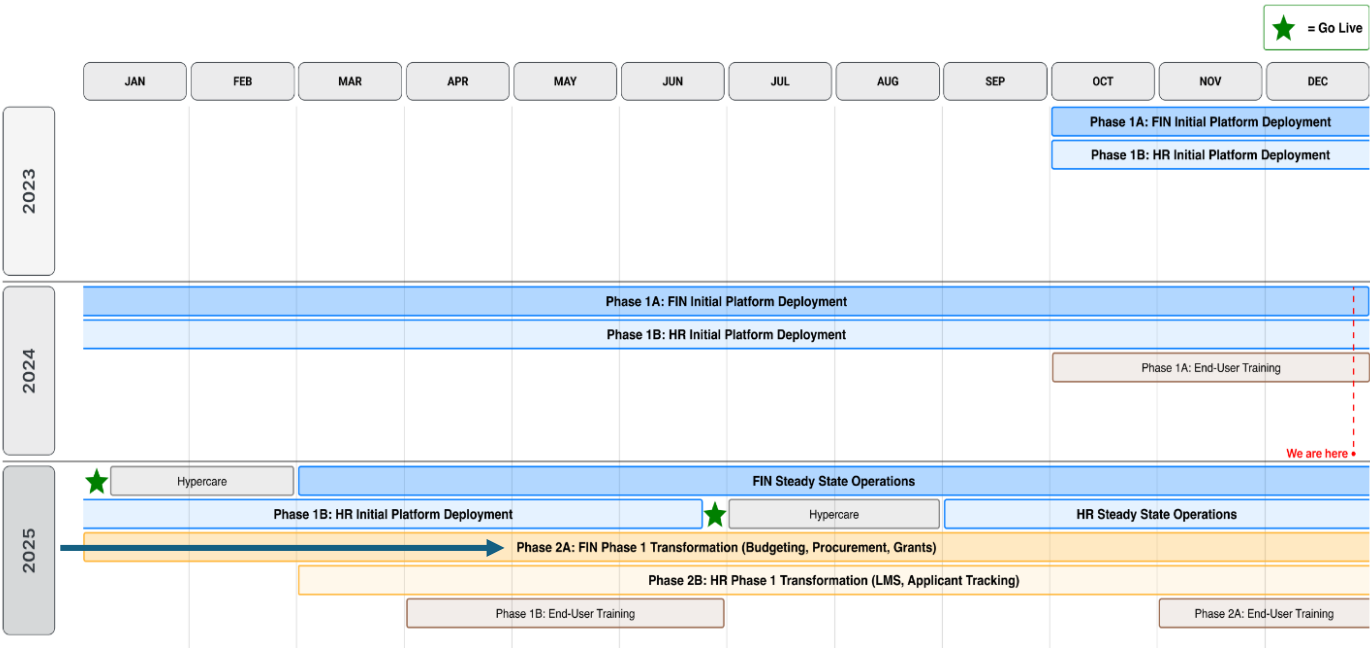 = Go Live
JAN FEB MAR APR MAY JUN JUL AUG SEP OCT NOV DEC
2023
Phase 1A: FIN Initial Platform Deployment
Phase 1B: HR Initial Platform Deployment
2024
Phase 1A: FIN Initial Platform Deployment
Phase 1B: HR Initial Platform Deployment
Phase 1A: End-User Training
We are here
2025
Hypercare FIN Steady State Operations
Phase 1B: HR Initial Platform Deployment Hypercare HR Steady State Operations
Phase 2A: FIN Phase 1 Transformation (Budgeting, Procurement, Grants)
Phase 2B: HR Phase 1 Transformation (LMS, Applicant Tracking)
Phase 1B: End-User Training Phase 2A: End-User Training